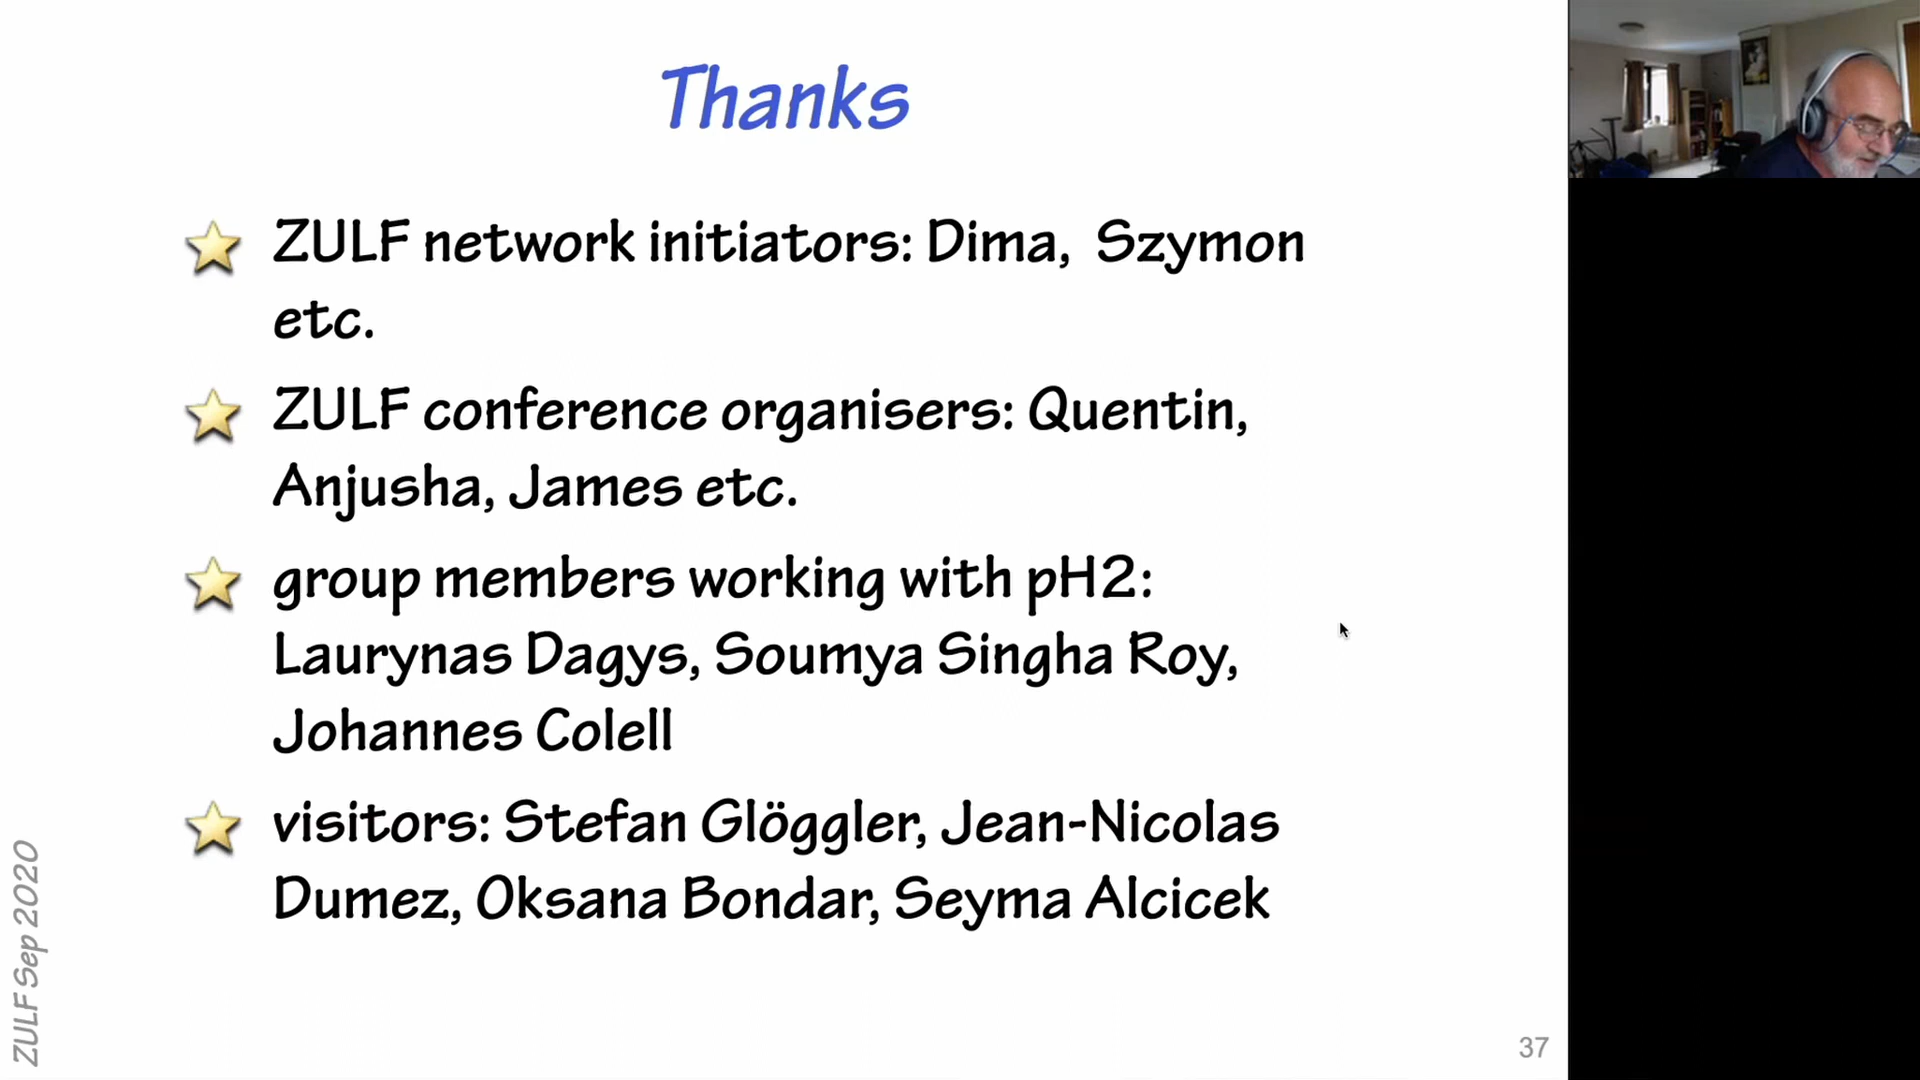 Thanks
ZULF network initiators: Dima, Szymon
etc.
ZULF conference organisers: Quentin,
Anjusha, James etc.
group members working with pH2:
Laurynas Dagys, Soumya Singha Roy,
Johannes Colell
visitors: Stefan Glöggler, Jean-Nicolas
Dumez, Oksana Bondar, Seyma Alcicek
ZULF Sep 2020
37